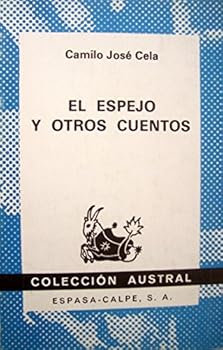 Camilo José Cela
EL ESPEJO
Y OTROS CUENTOS
COLECCIÓN AUSTRAL
ESPASA-CALPE, S. A.